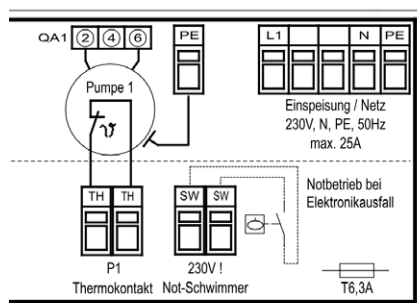 QA1 2 4 6 PE L1 N PE
Pumpe 1
Einspeisung / Netz
230V, N, PE, 50Hz
max. 25A
TH TH SW SW
Notbetrieb bei
Elektronikausfall
P1
Thermokontakt
230V !
Not-Schwimmer
T6,3A